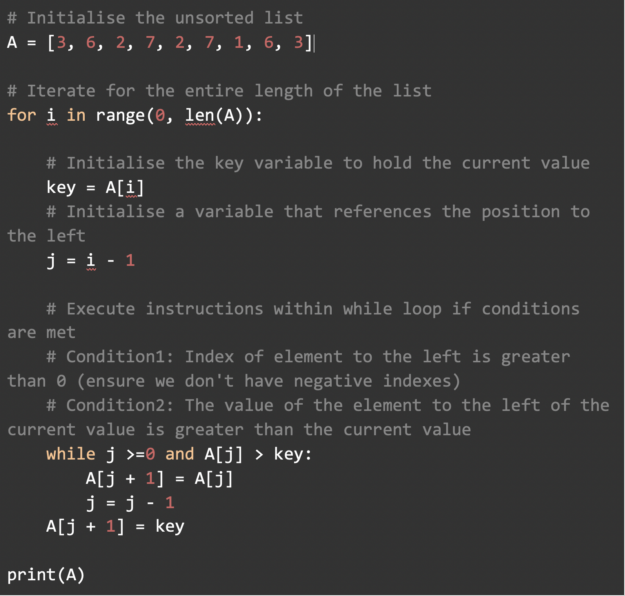 # Initialise the unsorted list
A = [3, 6, 2, 7, 2, 7, 1, 6, 3]
# Iterate for the entire length of the list
for i in range(0, len(A)):
    # Initialise the key variable to hold the current value
    key = A[i]
    # Initialise a variable that references the position to
the left
    j = i - 1
    # Execute instructions within while loop if conditions
are met
    # Condition1: Index of element to the left is greater
than 0 (ensure we don't have negative indexes)
    # Condition2: The value of the element to the left of the
current value is greater than the current value
    while j >=0 and A[j] > key:
        A[j + 1] = A[j]
        j = j - 1
    A[j + 1] = key
print(A)